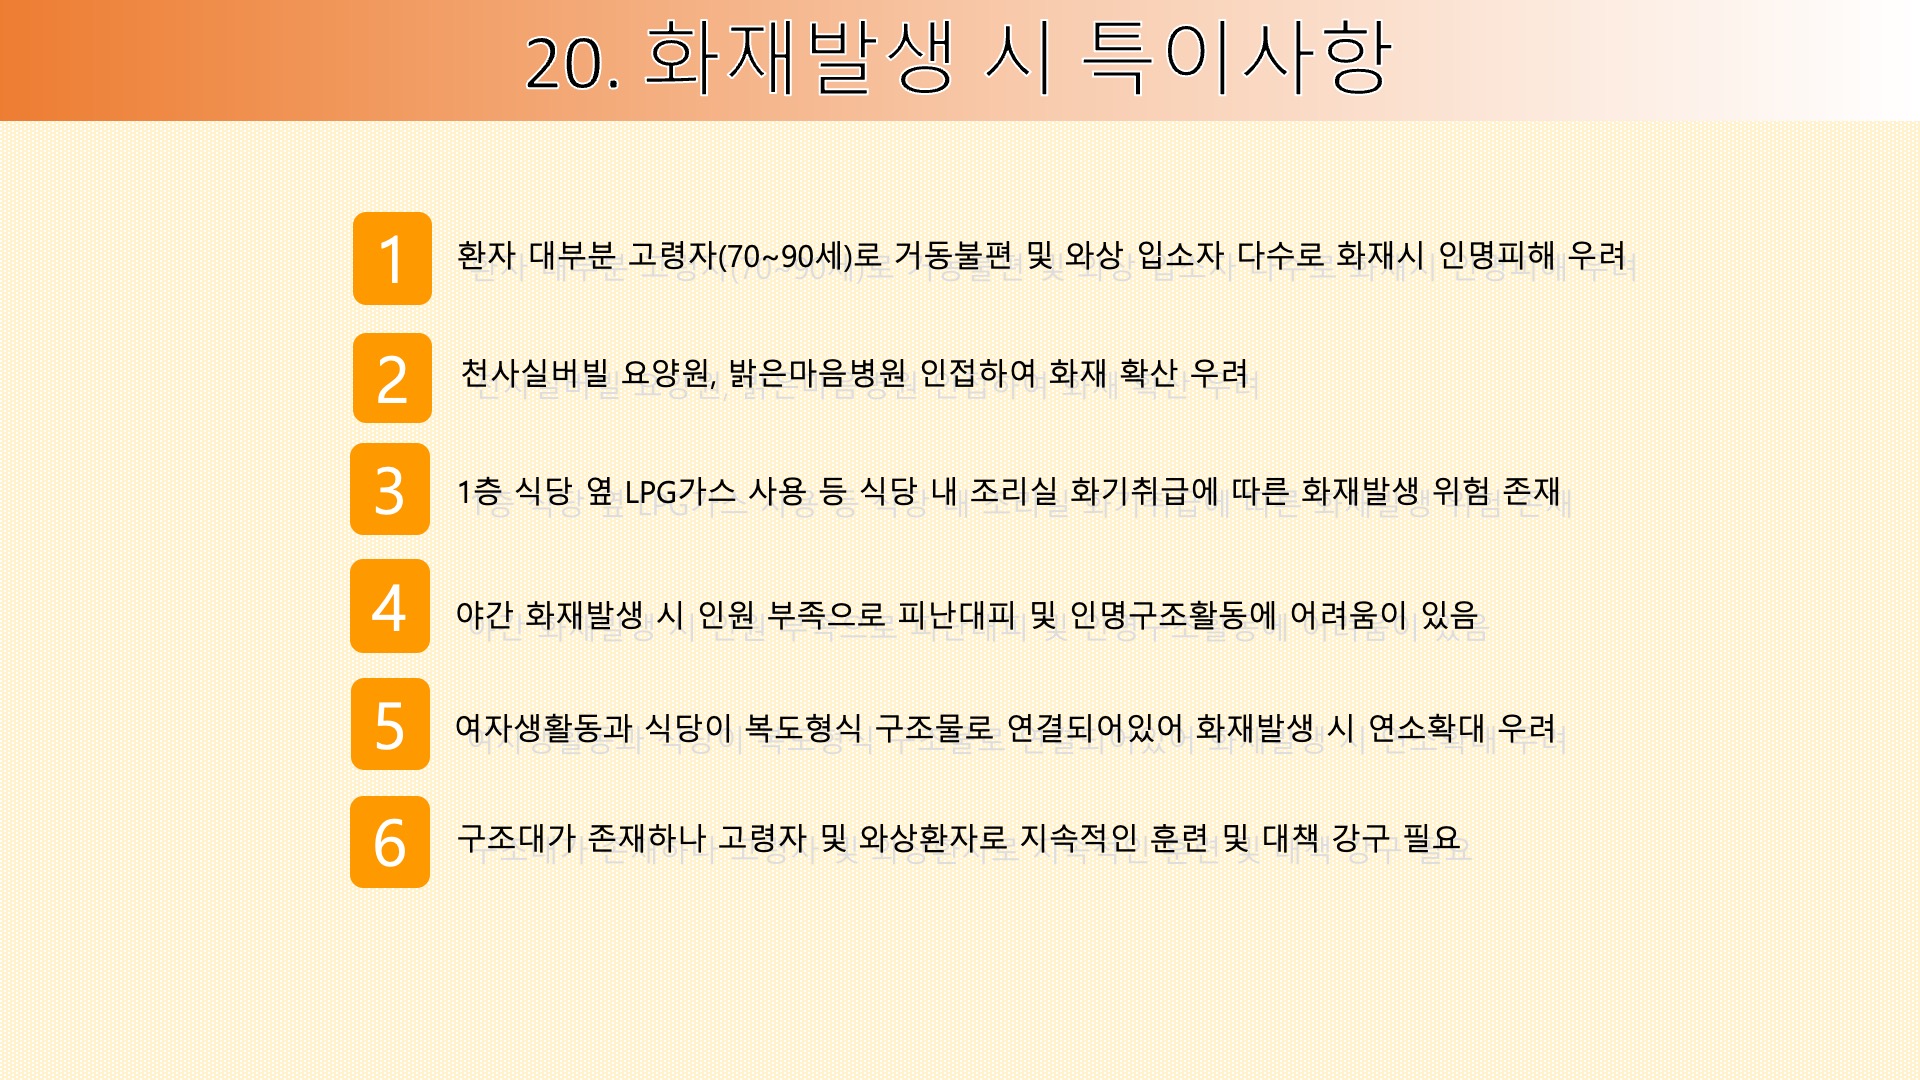 20. 화재발생 시 특이사항
1 환자 대부분 고령자(70~90세)로 거동불편 및 와상 입소자 다수로 화재시 인명피해 우려
2 천사실버빌 요양원, 밝은마음병원 인접하여 화재 확산 우려
3 1층 식당 옆 LPG가스 사용 등 식당 내 조리실 화기취급에 따른 화재발생 위험 존재
4 야간 화재발생 시 인원 부족으로 피난대피 및 인명구조활동에 어려움이 있음
5 여자생활동과 식당이 복도형식 구조물로 연결되어있어 화재발생 시 연소확대 우려
6 구조대가 존재하나 고령자 및 와상환자로 지속적인 훈련 및 대책 강구 필요